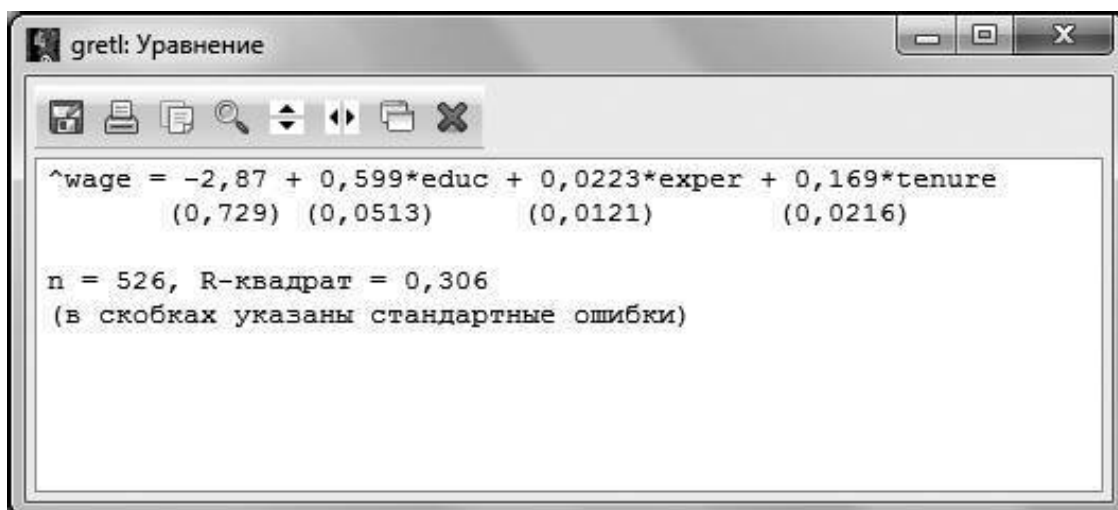 gretl: Уравнение
^wage = -2,87 + 0,599*educ + 0,0223*exper + 0,169*tenure
(0,729) (0,0513) (0,0121) (0,0216)
n = 526, R-квадрат = 0,306
(в скобках указаны стандартные ошибки)